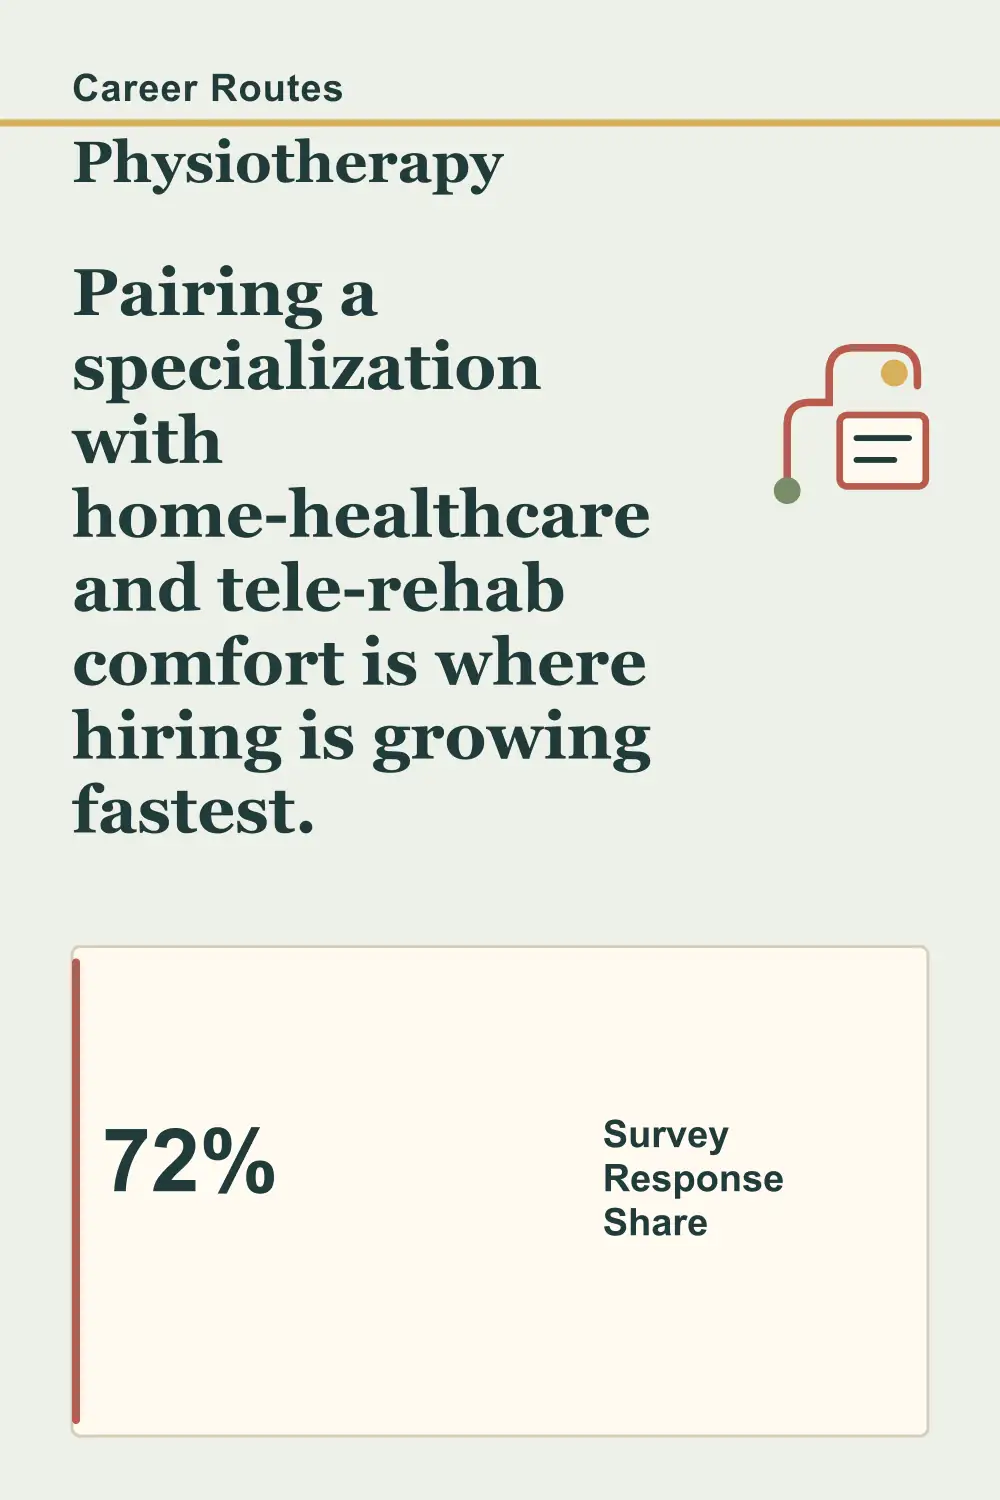 Career Routes
Physiotherapy
Pairing a
specialization
with
home-healthcare
and tele-rehab
comfort is where
hiring is growing
fastest.
72%
Survey
Response
Share